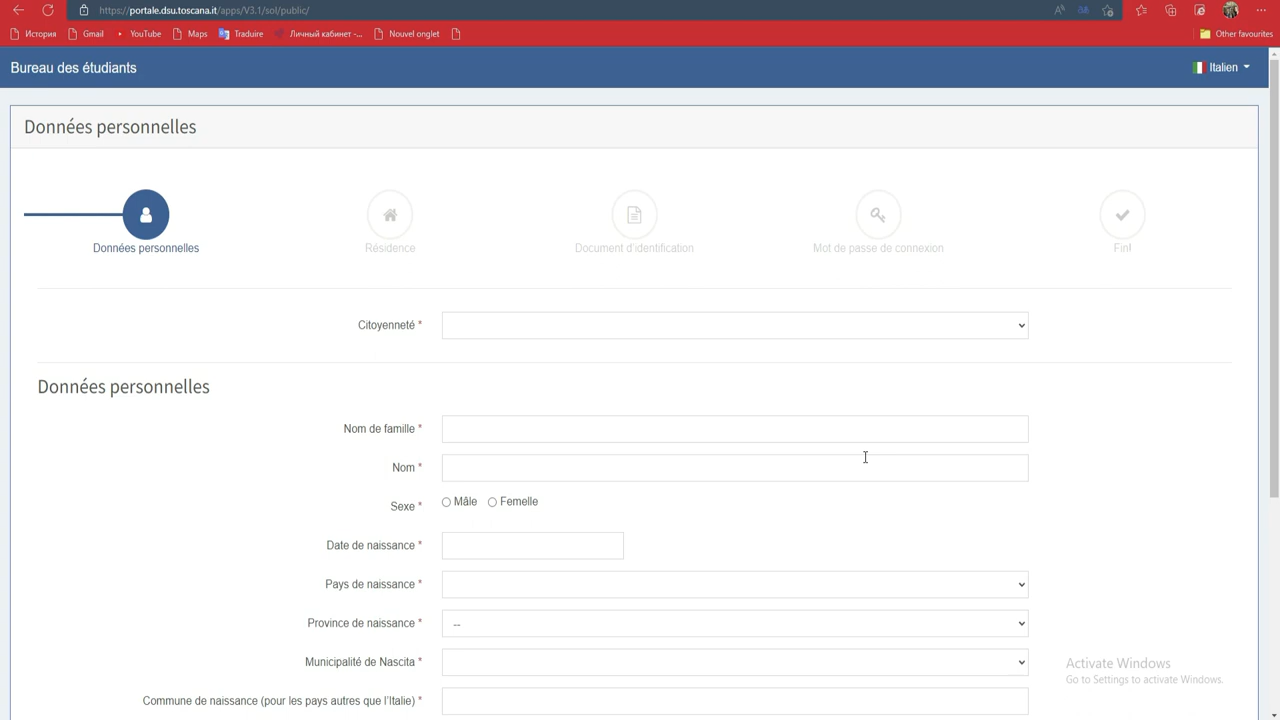 https://portale.dsu.toscana.it/apps/V3.1/sol/public/
История Gmail YouTube Maps Traduire Личный кабинет -... Nouvel onglet Other favourites
Bureau des étudiants Italien
Données personnelles
Données personnelles Résidence Document d'identification Mot de passe de connexion Fin!
Citoyenneté *
Données personnelles
Nom de famille *
Nom *
Sexe * Mâle Femelle
Date de naissance *
Pays de naissance *
Province de naissance * --
Municipalité de Nascita *
Activate Windows
Go to Settings to activate Windows.
Commune de naissance (pour les pays autres que l'Italie) *